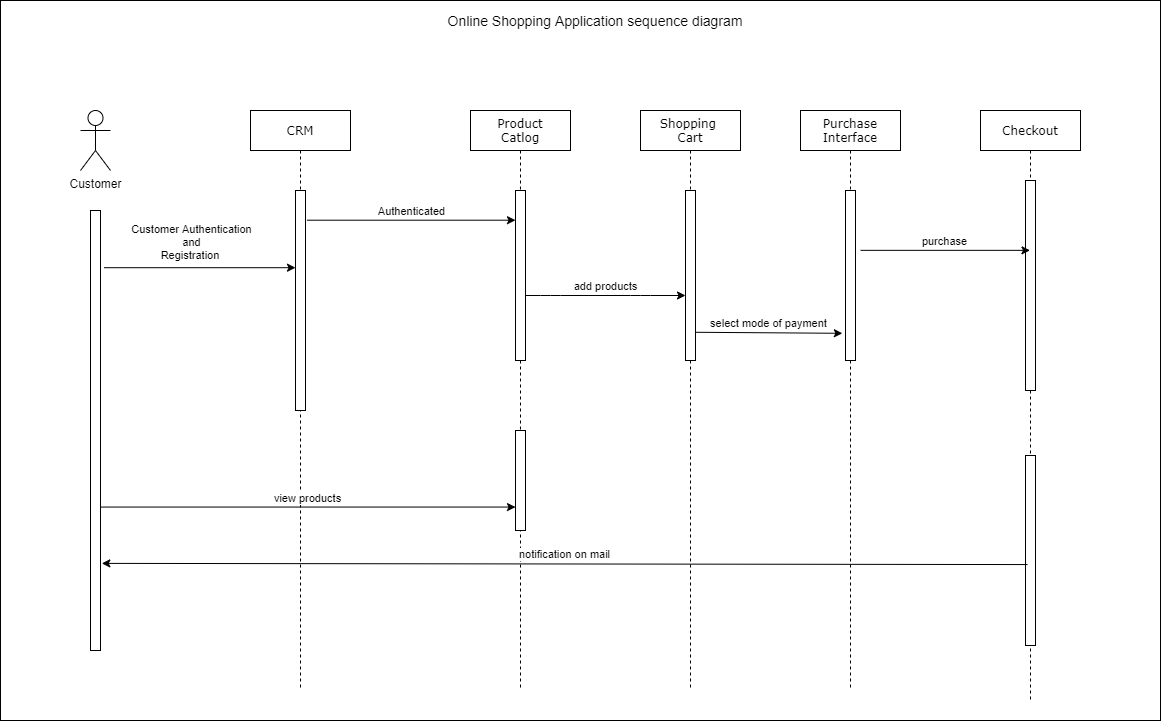 Online Shopping Application sequence diagram
CRM
Product
Catlog
Shopping
Cart
Purchase
Interface
Checkout
Customer
Authenticated
Customer Authentication
and
Registration
purchase
add products
select mode of payment
view products
notification on mail